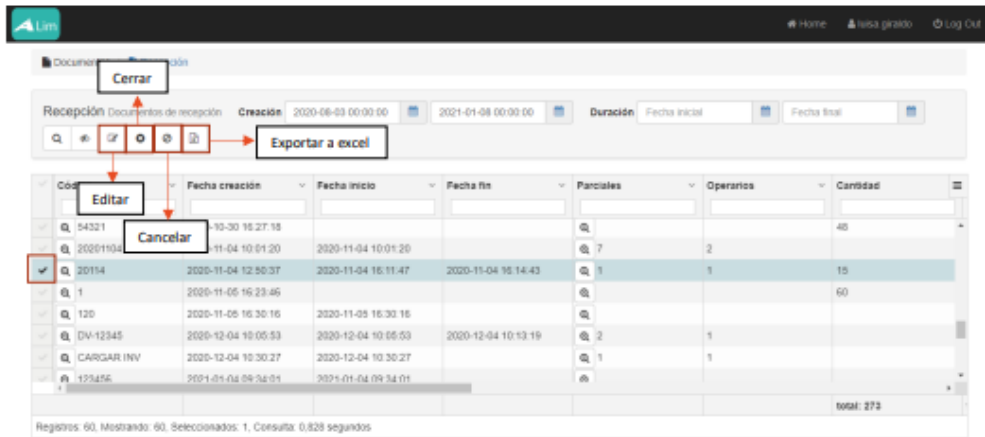 ALim Home luisa giraldo Log Out
Documentos
Cerrar
Recepción Documentos de recepción Creación 2020-06-03 00:00:00 2021-01-08 00:00:00 Duración Fecha inicial Fecha final
Exportar a excel
Fecha creación Fecha inicio Fecha fin Parciales Operarios Cantidad
Editar
Cancelar
54321 -10-30 16:27:18 48
20201104 -11-04 10:01:20 2020-11-04 10:01:20 7 2
20114 2020-11-04 12:50:37 2020-11-04 16:11:47 2020-11-04 16:14:43 1 1 15
1 2020-11-05 16:23:46 60
120 2020-11-05 16:30:16 2020-11-05 16:30:16
DV-12345 2020-12-04 10:05:53 2020-12-04 10:05:53 2020-12-04 10:13:19 2 1
CARGAR INV 2020-12-04 10:30:27 2020-12-04 10:30:27 1 1
123456 2021-01-04 09:34:01 2021-01-04 09:34:01
total: 273
Registros: 60, Mostrando: 60, Seleccionados: 1, Consulta: 0,828 segundos